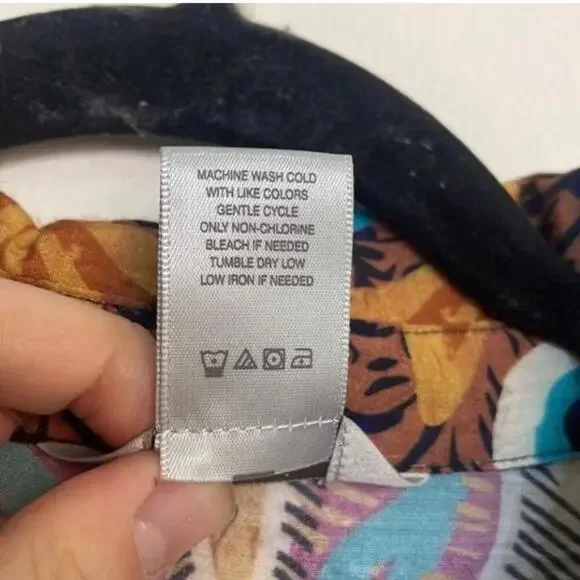 MACHINE WASH COLD
WITH LIKE COLORS
GENTLE CYCLE
ONLY NON-CHLORINE
BLEACH IF NEEDED
TUMBLE DRY LOW
LOW IRON IF NEEDED